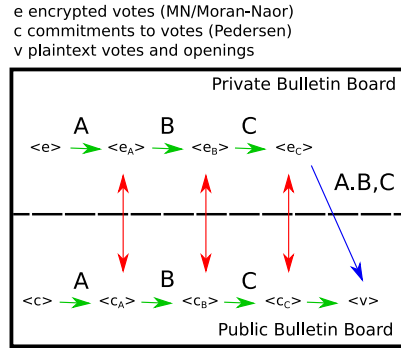 e encrypted votes (MN/Moran-Naor)
c commitments to votes (Pedersen)
v plaintext votes and openings
Private Bulletin Board
A B C
<e> <e_A> <e_B> <e_C>
A.B,C
A B C
<c> <c_A> <c_B> <c_C> <v>
Public Bulletin Board